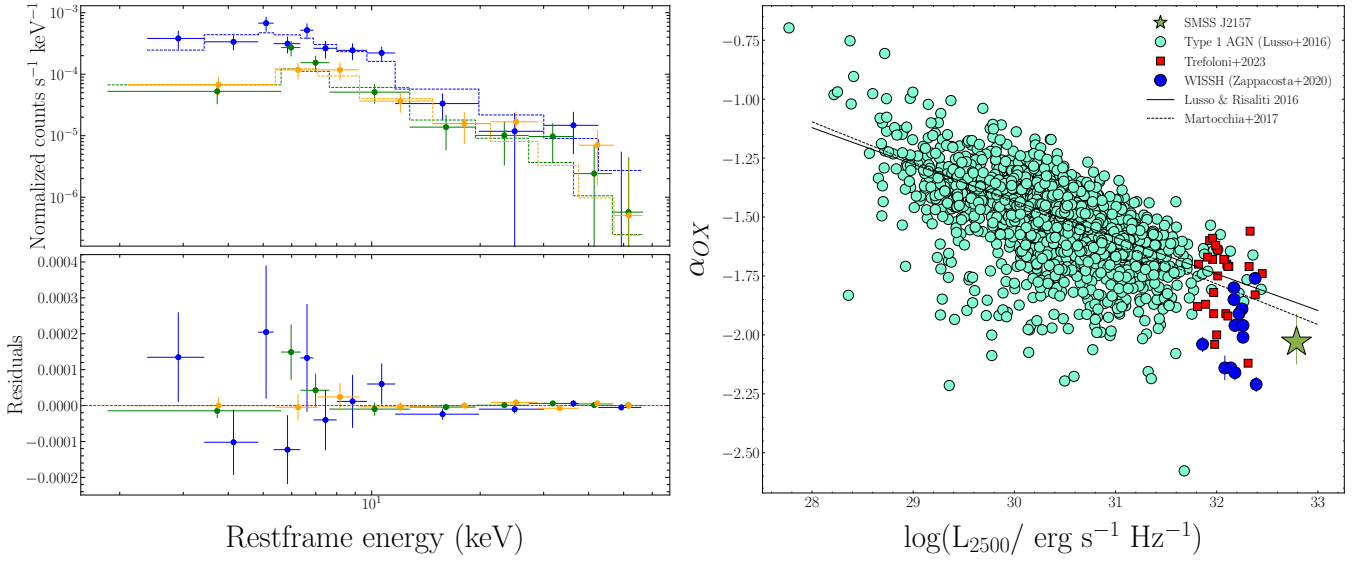 Normalized counts s⁻¹ keV⁻¹
10⁻³
10⁻⁴
10⁻⁵
10⁻⁶
Residuals
0.0004
0.0003
0.0002
0.0001
0.0000
−0.0001
−0.0002
10¹
Restframe energy (keV)
α_OX
−0.75
−1.00
−1.25
−1.50
−1.75
−2.00
−2.25
−2.50
SMSS J2157
Type 1 AGN (Lusso+2016)
Trefoloni+2023
WISSH (Zappacosta+2020)
Lusso & Risaliti 2016
Martocchia+2017
28 29 30 31 32 33
log(L₂₅₀₀/ erg s⁻¹ Hz⁻¹)